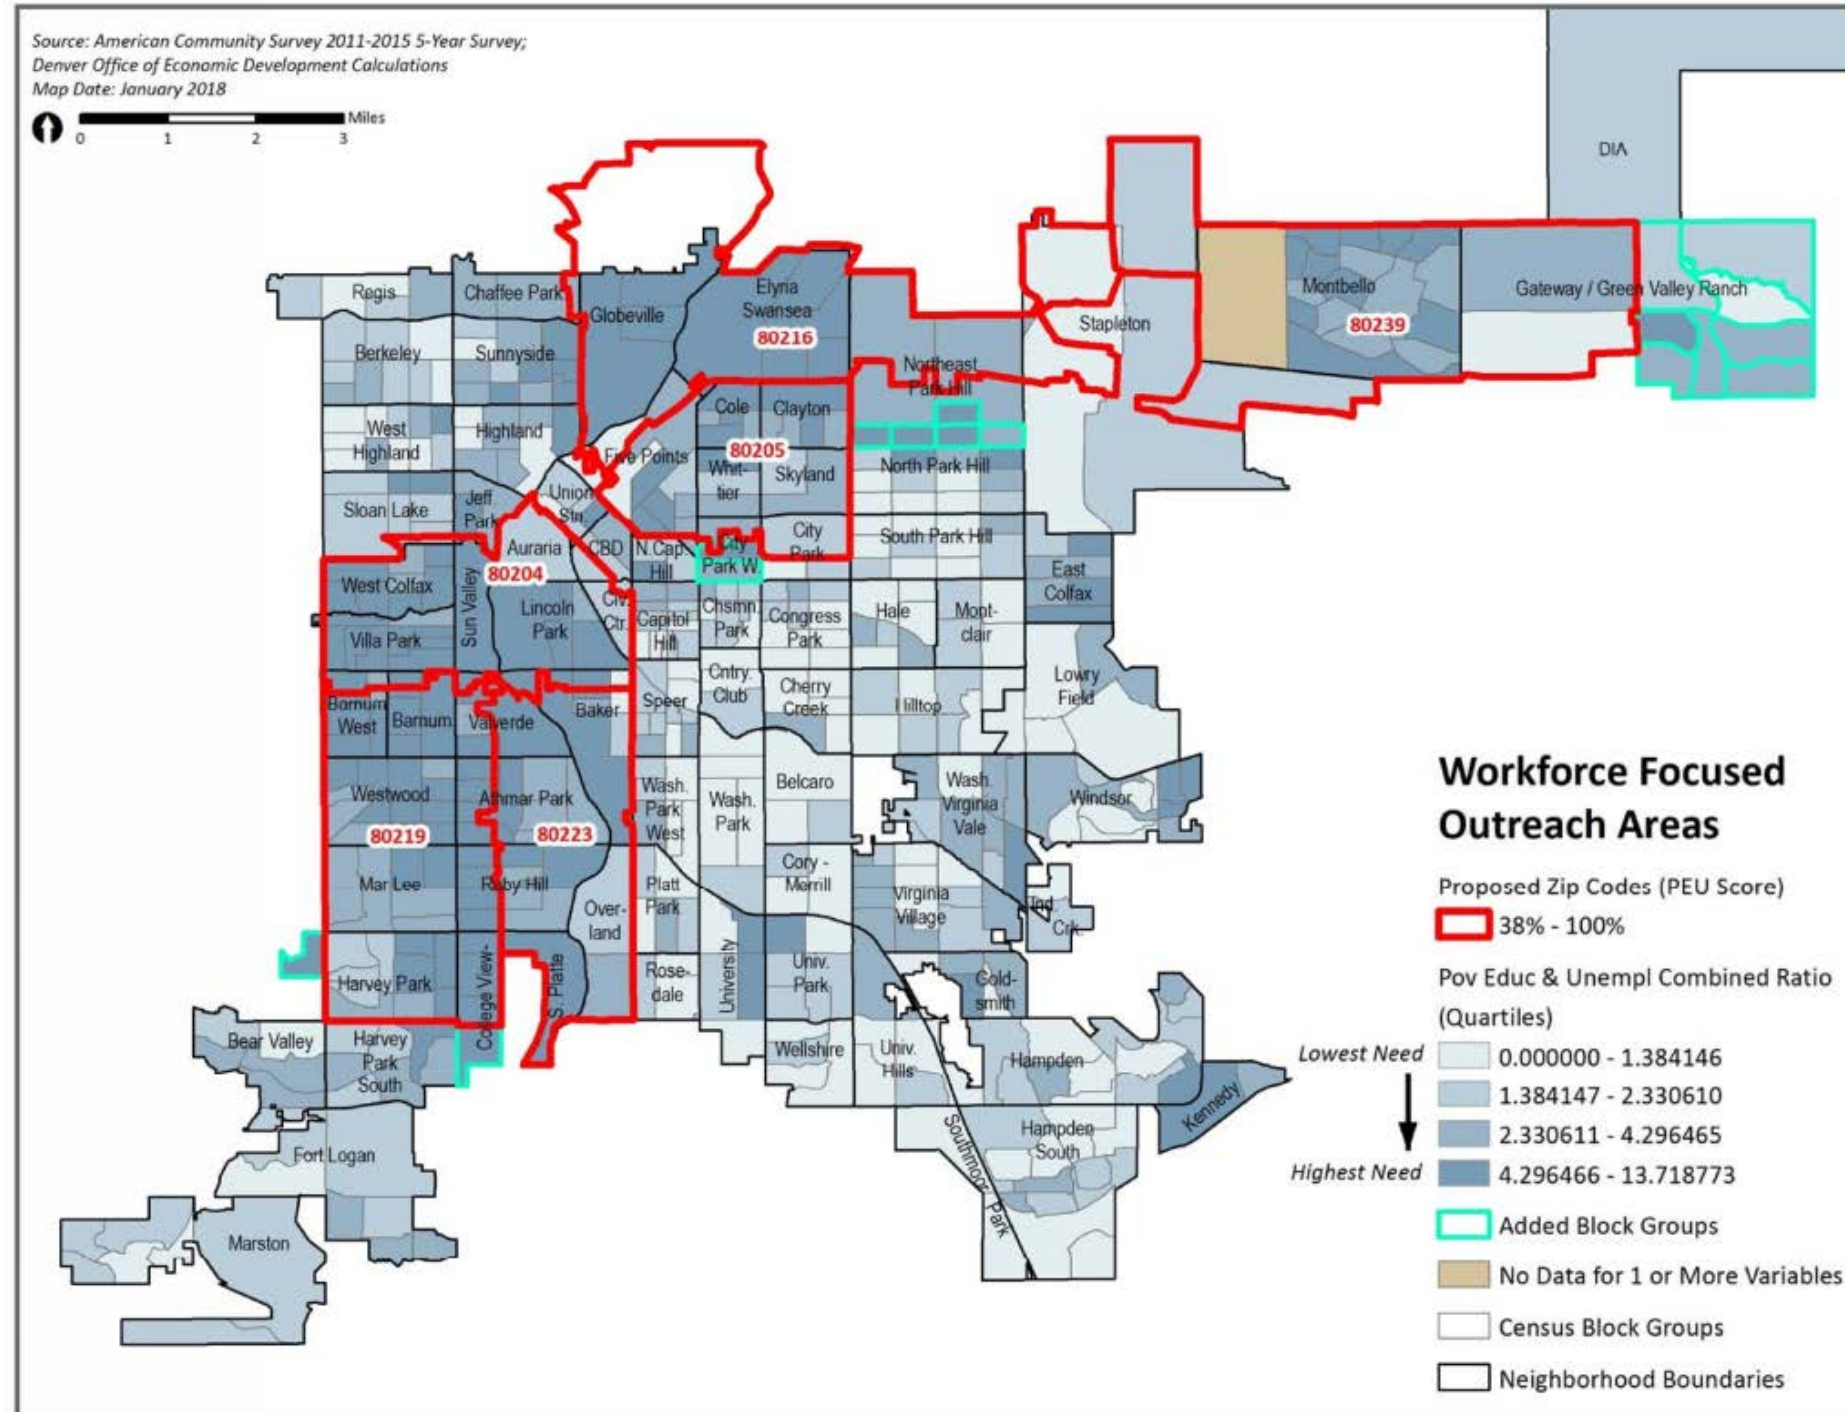 Source: American Community Survey 2011-2015 5-Year Survey;
Denver Office of Economic Development Calculations
Map Date: January 2018
Miles
0 1 2 3
DIA
Regis
Chaffee Park
Globeville
Elyria
Swansea
80216
Berkeley
Sunnyside
Stapleton
Montbello
80239
Gateway / Green Valley Ranch
Northeast
Park Hill
West
Highland
Highland
Five Points
Cole
Clayton
80205
Whit-
tier
Skyland
North Park Hill
Sloan Lake
Jeff.
Park
Union
Stn.
Auraria
CBD
N.Cap.
Hill
City
Park W.
City
Park
South Park Hill
West Colfax
80204
Sun Valley
Lincoln
Park
Civ.
Ctr.
Capitol
Hill
Chsmn.
Park
Congress
Park
Hale
Mont-
clair
East
Colfax
Villa Park
Barnum
West
Barnum
Valverde
Baker
Speer
Cntry.
Club
Cherry
Creek
Hilltop
Lowry
Field
Westwood
80219
Athmar Park
80223
Wash.
Park
West
Wash.
Park
Belcaro
Wash.
Virginia
Vale
Windsor
Mar Lee
Ruby Hill
Over-
land
Platt
Park
Cory -
Merrill
Virginia
Village
Ind.
Crk.
Harvey Park
College View-
S. Platte
Rose-
dale
University
Univ.
Park
Gold-
smith
Bear Valley
Harvey
Park
South
Wellshire
Univ.
Hills
Hampden
Kennedy
Fort Logan
Southmoor Park
Hampden
South
Marston
Workforce Focused
Outreach Areas
Proposed Zip Codes (PEU Score)
38% - 100%
Pov Educ & Unempl Combined Ratio
(Quartiles)
Lowest Need
0.000000 - 1.384146
1.384147 - 2.330610
2.330611 - 4.296465
Highest Need
4.296466 - 13.718773
Added Block Groups
No Data for 1 or More Variables
Census Block Groups
Neighborhood Boundaries